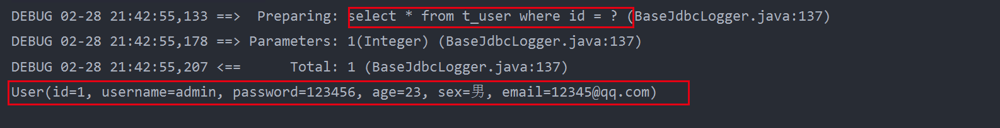 DEBUG 02-28 21:42:55,133 ==>  Preparing: select * from t_user where id = ? (BaseJdbcLogger.java:137)
DEBUG 02-28 21:42:55,178 ==> Parameters: 1(Integer) (BaseJdbcLogger.java:137)
DEBUG 02-28 21:42:55,207 <==      Total: 1 (BaseJdbcLogger.java:137)
User(id=1, username=admin, password=123456, age=23, sex=男, email=12345@qq.com)